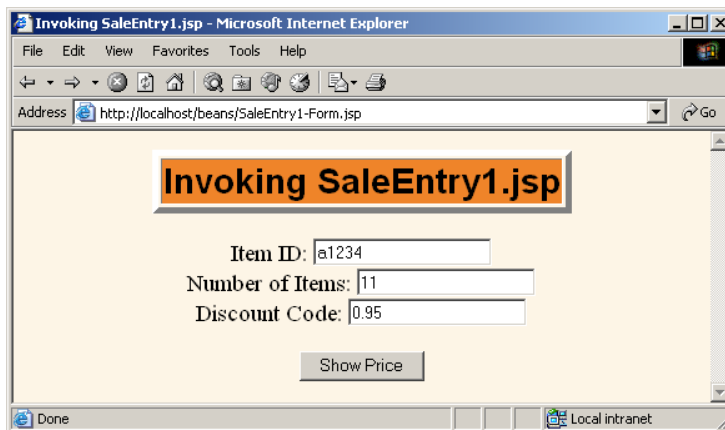 Invoking SaleEntry1.jsp - Microsoft Internet Explorer
File Edit View Favorites Tools Help
Address http://localhost/beans/SaleEntry1-Form.jsp Go
Invoking SaleEntry1.jsp
Item ID: a1234
Number of Items: 11
Discount Code: 0.95
Show Price
Done Local intranet